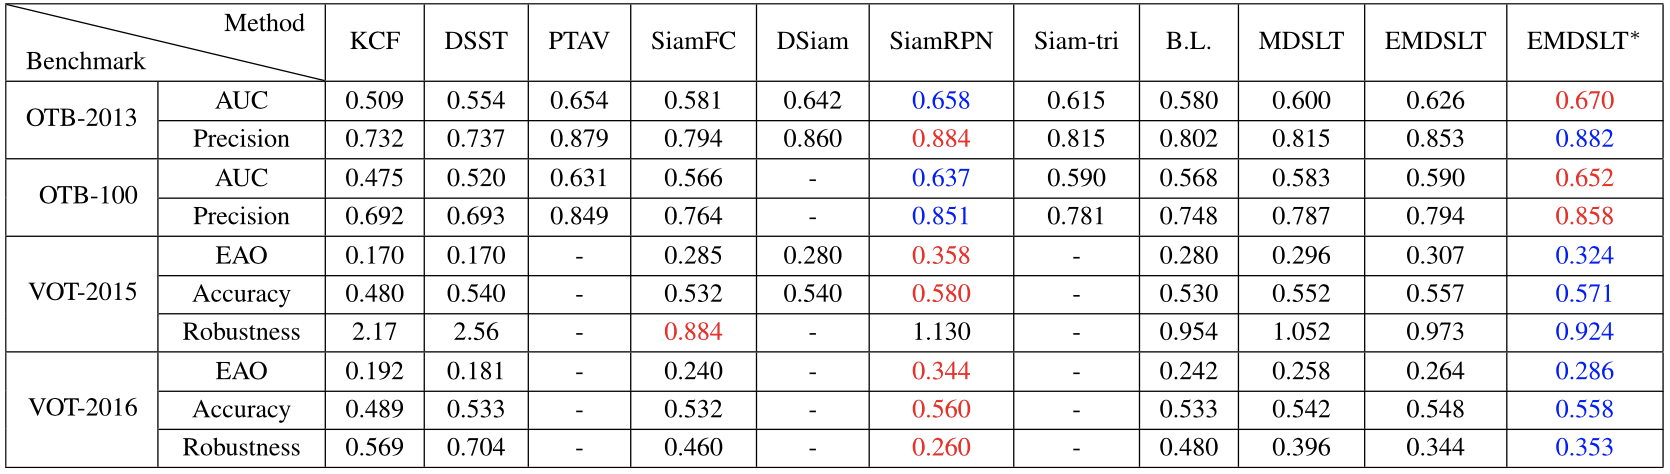 Method
Benchmark KCF DSST PTAV SiamFC DSiam SiamRPN Siam-tri B.L. MDSLT EMDSLT EMDSLT*
OTB-2013 AUC 0.509 0.554 0.654 0.581 0.642 0.658 0.615 0.580 0.600 0.626 0.670
Precision 0.732 0.737 0.879 0.794 0.860 0.884 0.815 0.802 0.815 0.853 0.882
OTB-100 AUC 0.475 0.520 0.631 0.566 - 0.637 0.590 0.568 0.583 0.590 0.652
Precision 0.692 0.693 0.849 0.764 - 0.851 0.781 0.748 0.787 0.794 0.858
VOT-2015 EAO 0.170 0.170 - 0.285 0.280 0.358 - 0.280 0.296 0.307 0.324
Accuracy 0.480 0.540 - 0.532 0.540 0.580 - 0.530 0.552 0.557 0.571
Robustness 2.17 2.56 - 0.884 - 1.130 - 0.954 1.052 0.973 0.924
VOT-2016 EAO 0.192 0.181 - 0.240 - 0.344 - 0.242 0.258 0.264 0.286
Accuracy 0.489 0.533 - 0.532 - 0.560 - 0.533 0.542 0.548 0.558
Robustness 0.569 0.704 - 0.460 - 0.260 - 0.480 0.396 0.344 0.353